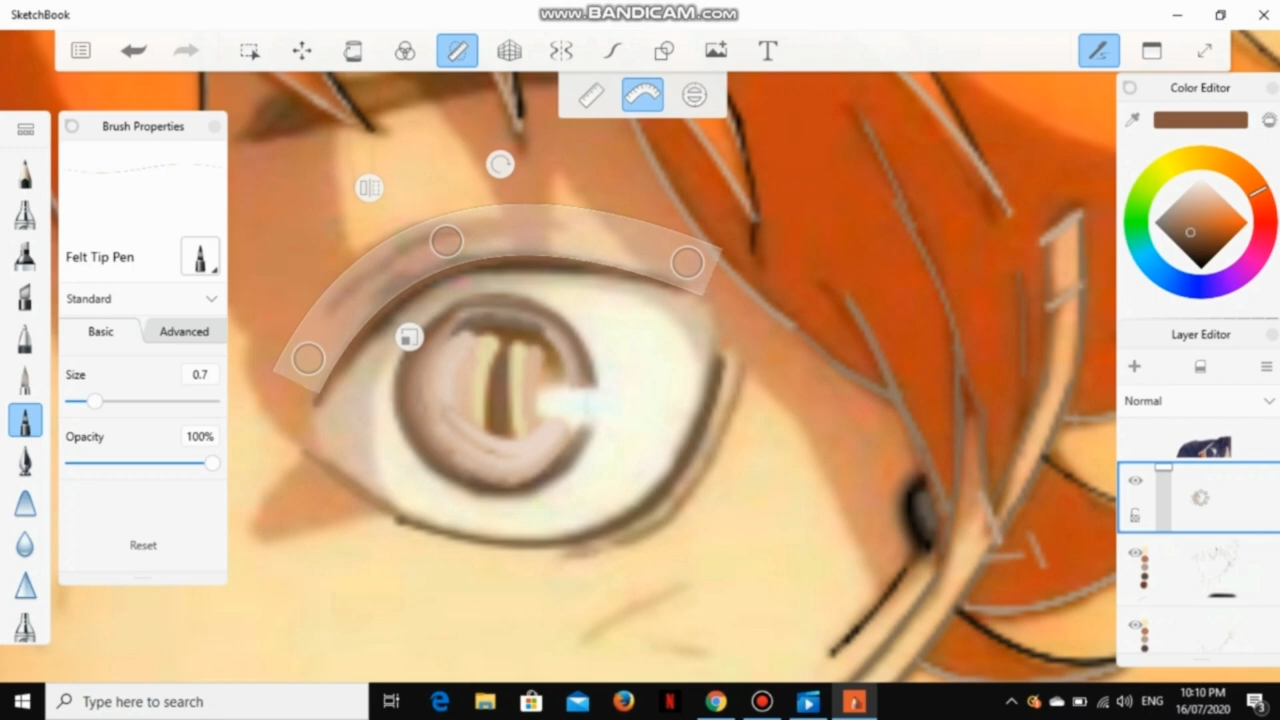 SketchBook
www.BANDICAM.com
T
Brush Properties
Felt Tip Pen
Standard
Basic
Advanced
Size
0.7
Opacity
100%
Reset
Color Editor
Layer Editor
Normal
Type here to search
ENG
10:10 PM
16/07/2020
3